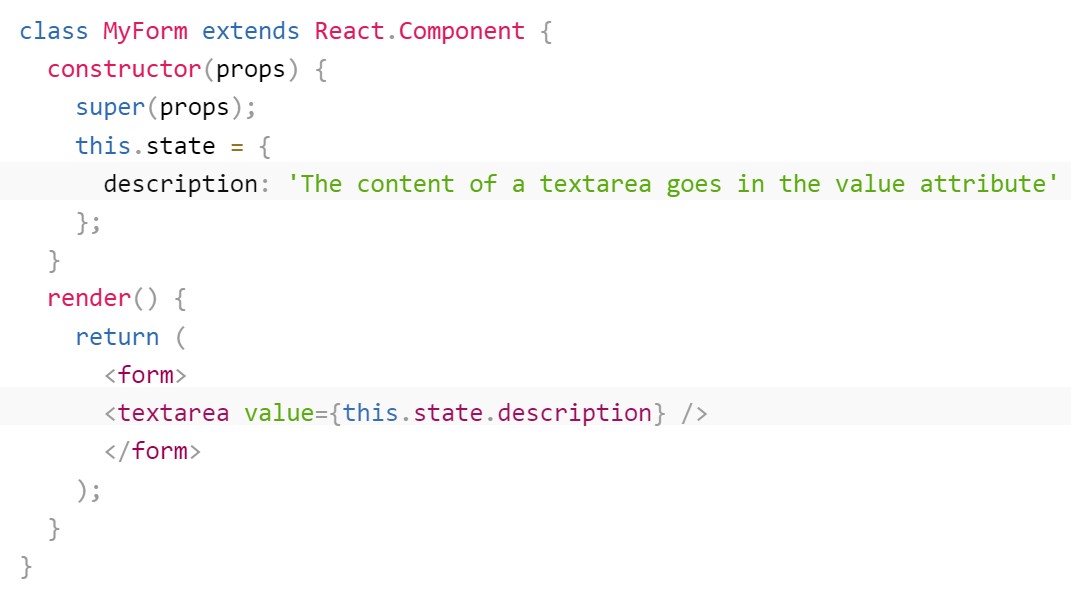 class MyForm extends React.Component {
  constructor(props) {
    super(props);
    this.state = {
      description: 'The content of a textarea goes in the value attribute'
    };
  }
  render() {
    return (
      <form>
      <textarea value={this.state.description} />
      </form>
    );
  }
}